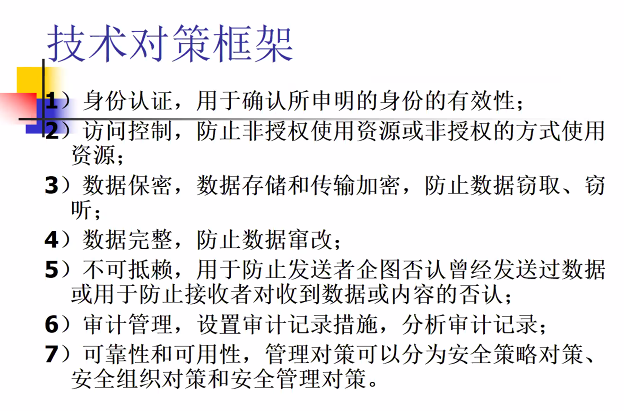 技术对策框架
1）身份认证，用于确认所申明的身份的有效性；
2）访问控制，防止非授权使用资源或非授权的方式使用
资源；
3）数据保密，数据存储和传输加密，防止数据窃取、窃
听；
4）数据完整，防止数据窜改；
5）不可抵赖，用于防止发送者企图否认曾经发送过数据
或用于防止接收者对收到数据或内容的否认；
6）审计管理，设置审计记录措施，分析审计记录；
7）可靠性和可用性，管理对策可以分为安全策略对策、
安全组织对策和安全管理对策。